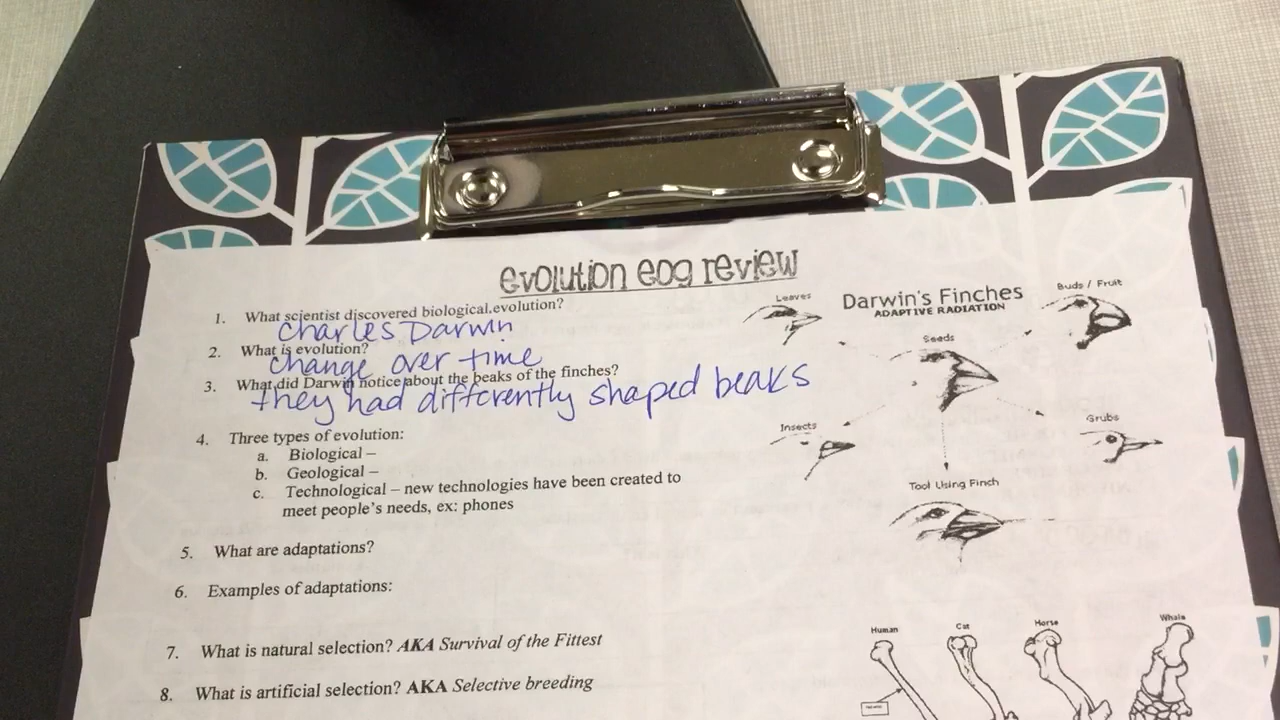 evolution eog review
1. What scientist discovered biological evolution?
Charles Darwin
2. What is evolution?
change over time
3. What did Darwin notice about the beaks of the finches?
they had differently shaped beaks
4. Three types of evolution:
a. Biological –
b. Geological –
c. Technological – new technologies have been created to
meet people's needs, ex: phones
5. What are adaptations?
6. Examples of adaptations:
7. What is natural selection? AKA Survival of the Fittest
8. What is artificial selection? AKA Selective breeding
Darwin's Finches
ADAPTIVE RADIATION
Leaves
Buds / Fruit
Seeds
Insects
Grubs
Tool Using Finch
Human
Cat
Horse
Whale